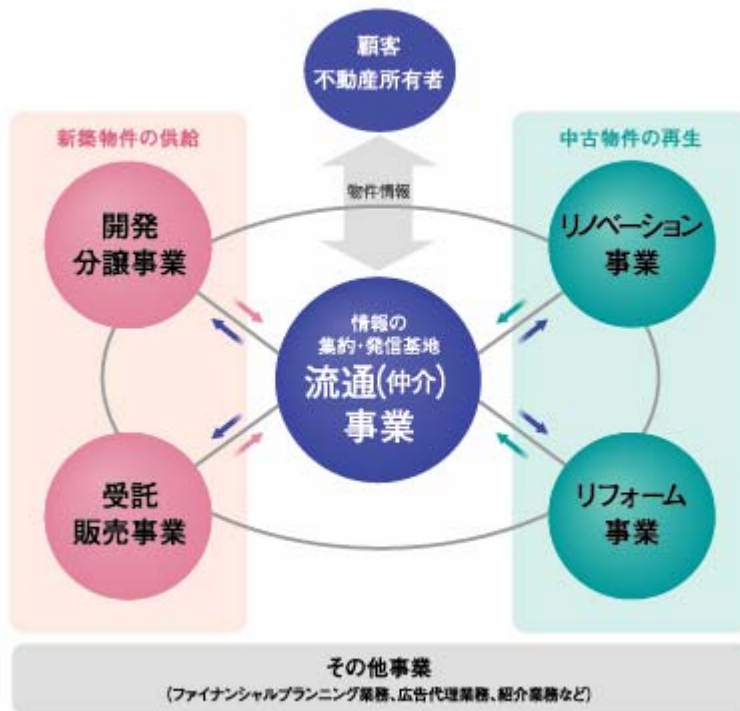 顧客
不動産所有者
新築物件の供給
中古物件の再生
物件情報
開発
分譲事業
リノベーション
事業
情報の
集約・発信基地
流通(仲介)
事業
受託
販売事業
リフォーム
事業
その他事業
(ファイナンシャルプランニング業務、広告代理業務、紹介業務など)